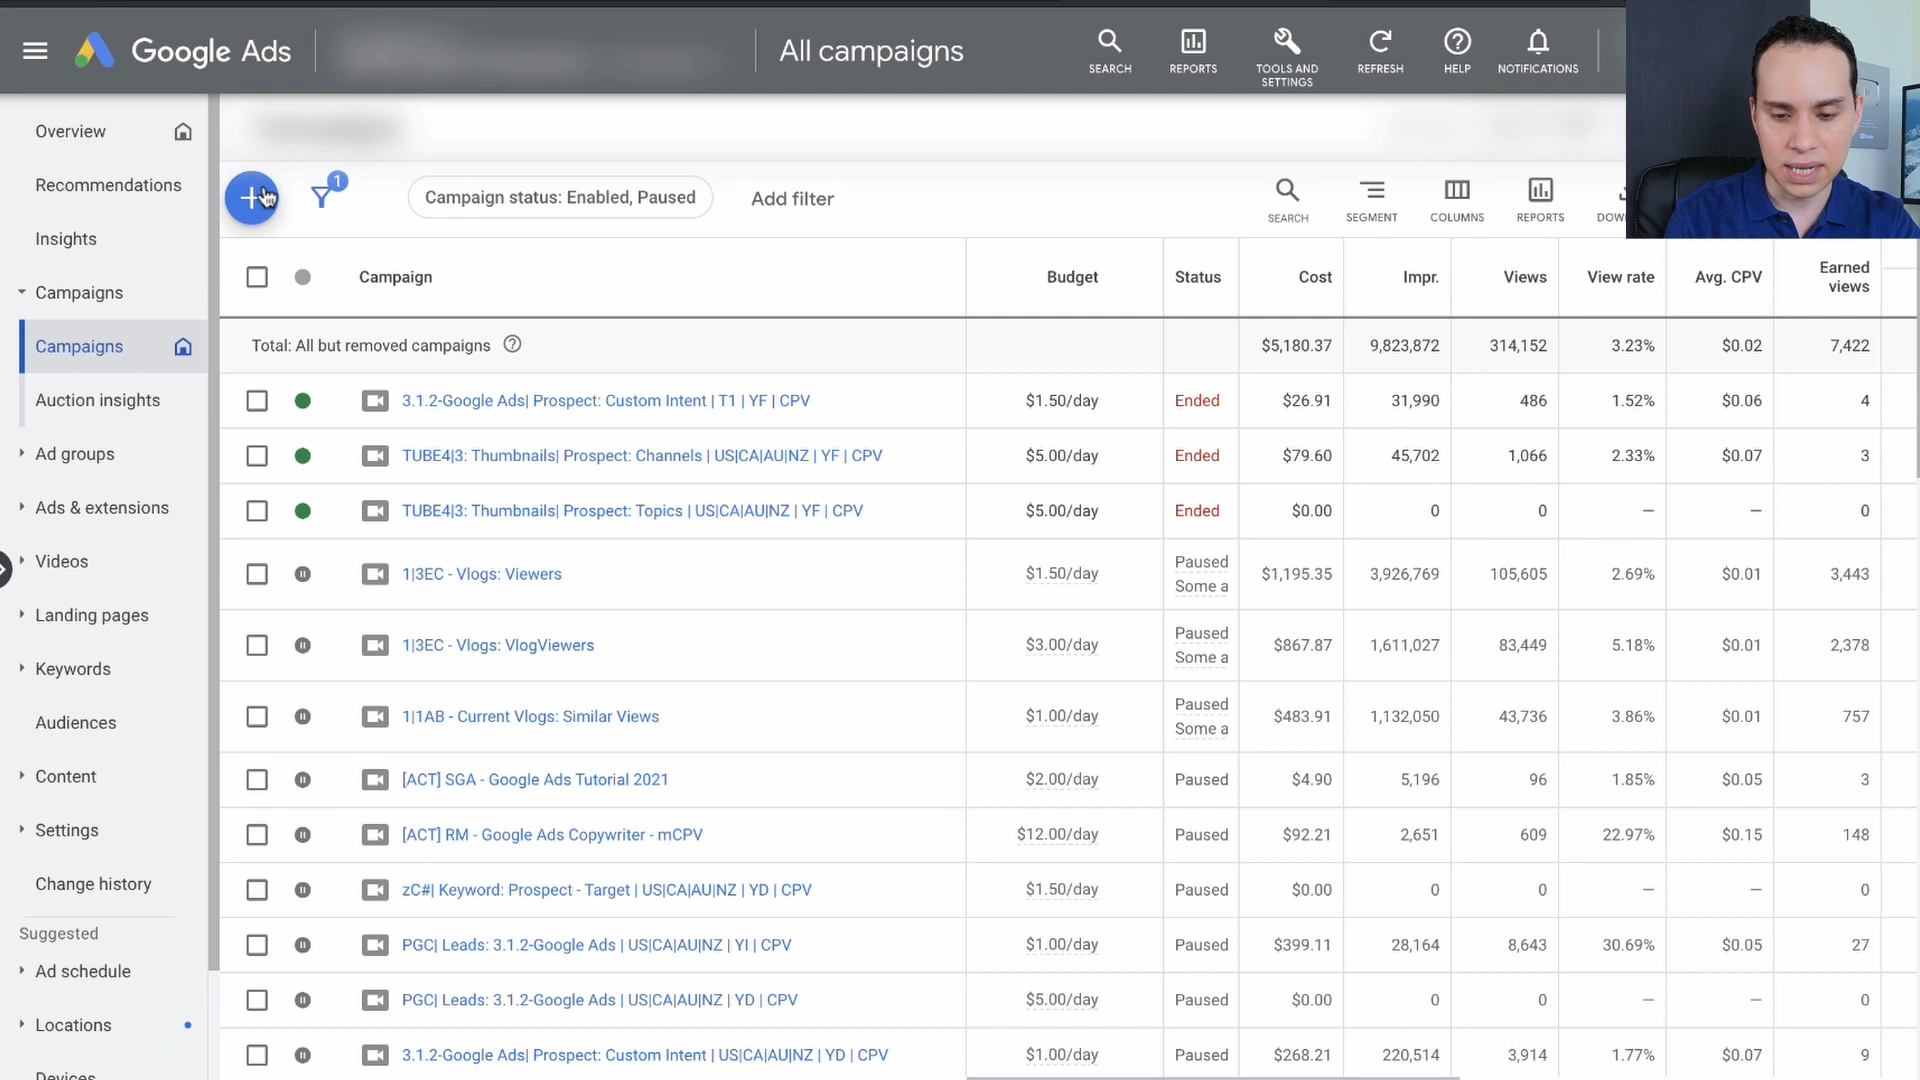 Google Ads
All campaigns
SEARCH
REPORTS
TOOLS AND
SETTINGS
REFRESH
HELP
NOTIFICATIONS
Overview
Recommendations
Insights
Campaigns
Campaigns
Auction insights
Ad groups
Ads & extensions
Videos
Landing pages
Keywords
Audiences
Content
Settings
Change history
Suggested
Ad schedule
Locations
Devices
1
Campaign status: Enabled, Paused
Add filter
SEARCH
SEGMENT
COLUMNS
REPORTS
DOW
Campaign Budget Status Cost Impr. Views View rate Avg. CPV Earned
views
Total: All but removed campaigns $5,180.37 9,823,872 314,152 3.23% $0.02 7,422
3.1.2-Google Ads| Prospect: Custom Intent | T1 | YF | CPV $1.50/day Ended $26.91 31,990 486 1.52% $0.06 4
TUBE4|3: Thumbnails| Prospect: Channels | US|CA|AU|NZ | YF | CPV $5.00/day Ended $79.60 45,702 1,066 2.33% $0.07 3
TUBE4|3: Thumbnails| Prospect: Topics | US|CA|AU|NZ | YF | CPV $5.00/day Ended $0.00 0 0 — — 0
1|3EC - Vlogs: Viewers $1.50/day Paused $1,195.35 3,926,769 105,605 2.69% $0.01 3,443
Some a
1|3EC - Vlogs: VlogViewers $3.00/day Paused $867.87 1,611,027 83,449 5.18% $0.01 2,378
Some a
1|1AB - Current Vlogs: Similar Views $1.00/day Paused $483.91 1,132,050 43,736 3.86% $0.01 757
Some a
[ACT] SGA - Google Ads Tutorial 2021 $2.00/day Paused $4.90 5,196 96 1.85% $0.05 3
[ACT] RM - Google Ads Copywriter - mCPV $12.00/day Paused $92.21 2,651 609 22.97% $0.15 148
zC#| Keyword: Prospect - Target | US|CA|AU|NZ | YD | CPV $1.50/day Paused $0.00 0 0 — — 0
PGC| Leads: 3.1.2-Google Ads | US|CA|AU|NZ | YI | CPV $1.00/day Paused $399.11 28,164 8,643 30.69% $0.05 27
PGC| Leads: 3.1.2-Google Ads | US|CA|AU|NZ | YD | CPV $5.00/day Paused $0.00 0 0 — — 0
3.1.2-Google Ads| Prospect: Custom Intent | US|CA|AU|NZ | YD | CPV $1.00/day Paused $268.21 220,514 3,914 1.77% $0.07 9